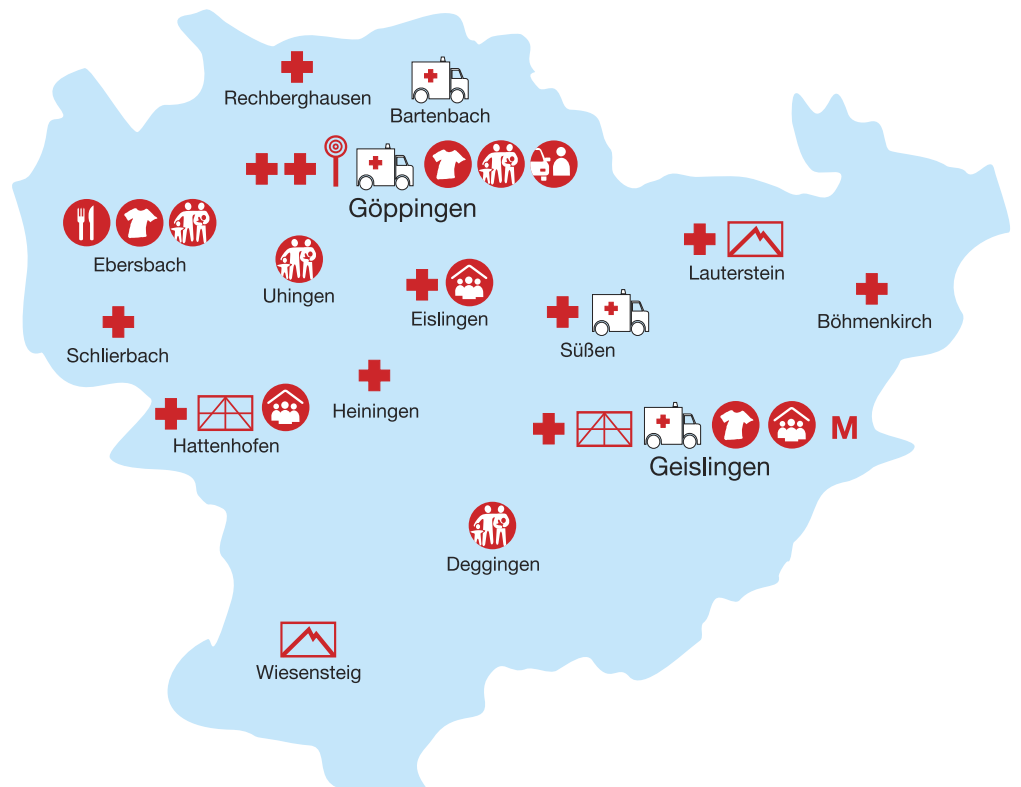 Rechberghausen
Bartenbach
Göppingen
Ebersbach
Uhingen
Eislingen
Lauterstein
Süßen
Böhmenkirch
Schlierbach
Heiningen
Hattenhofen
M
Geislingen
Deggingen
Wiesensteig